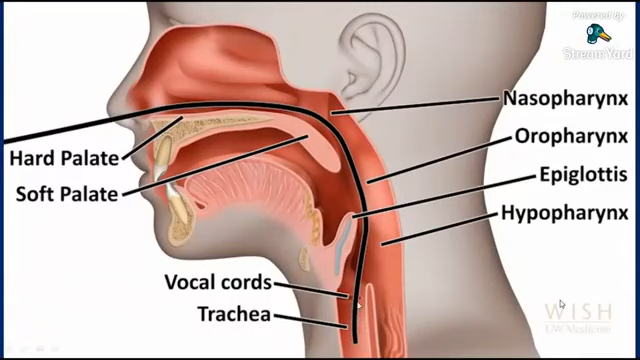 Powered by
StreamYard
Nasopharynx
Oropharynx
Hard Palate
Epiglottis
Soft Palate
Hypopharynx
Vocal cords
Trachea
WISH
UW Medicine